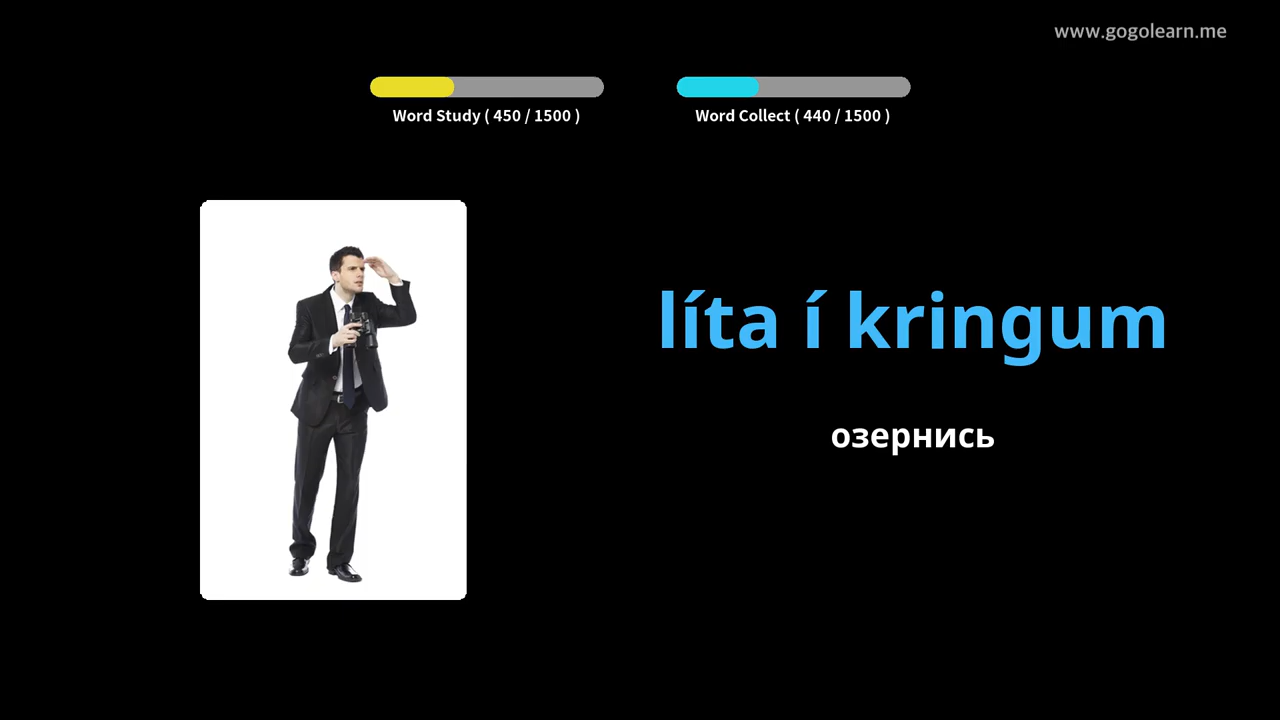 www.gogolearn.me
Word Study ( 450 / 1500 )
Word Collect ( 440 / 1500 )
líta í kringum
озернись